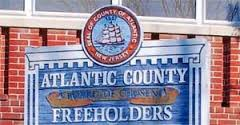 SEAL OF COUNTY OF ATLANTIC
NEW JERSEY
ATLANTIC COUNTY
BOARD OF CHOSEN
FREEHOLDERS